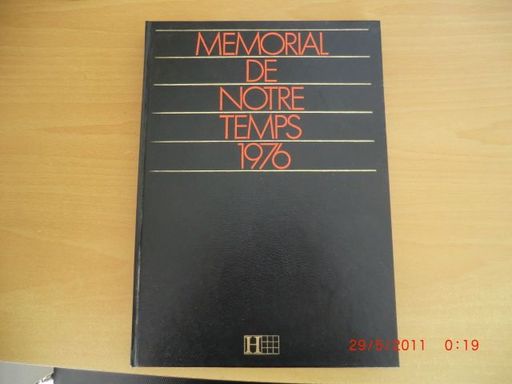 MEMORIAL
DE
NOTRE
TEMPS
1976
H
29/5/2011 0:19